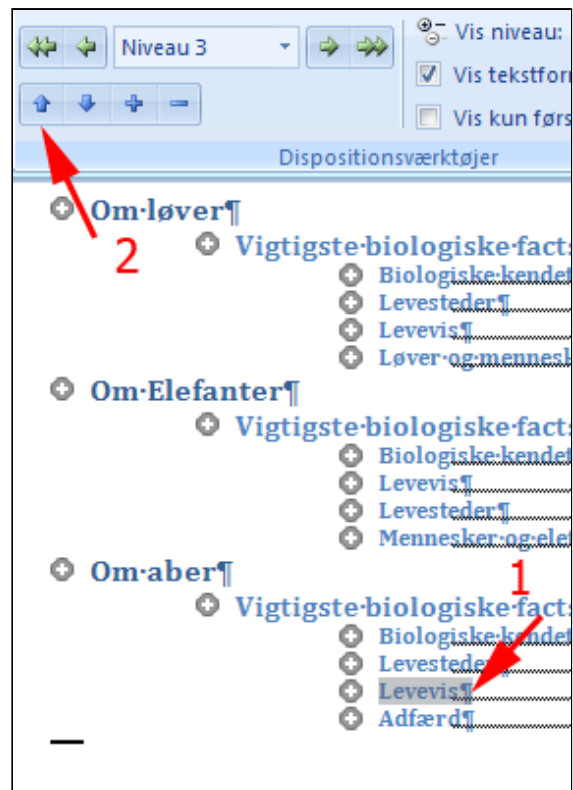 Niveau 3
Vis niveau:
Vis tekstfor
Vis kun førs
Dispositionsværktøjer
Om·løver¶
2
Vigtigste·biologiske·facts
Biologiske·kendet
Levesteder¶
Levevis¶
Løver·og·mennesk
Om·Elefanter¶
Vigtigste·biologiske·facts
Biologiske·kendet
Levevis¶
Levesteder¶
Mennesker·og·elef
Om·aber¶
1
Vigtigste·biologiske·facts
Biologiske·kendet
Levesteder¶
Levevis¶
Adfærd¶